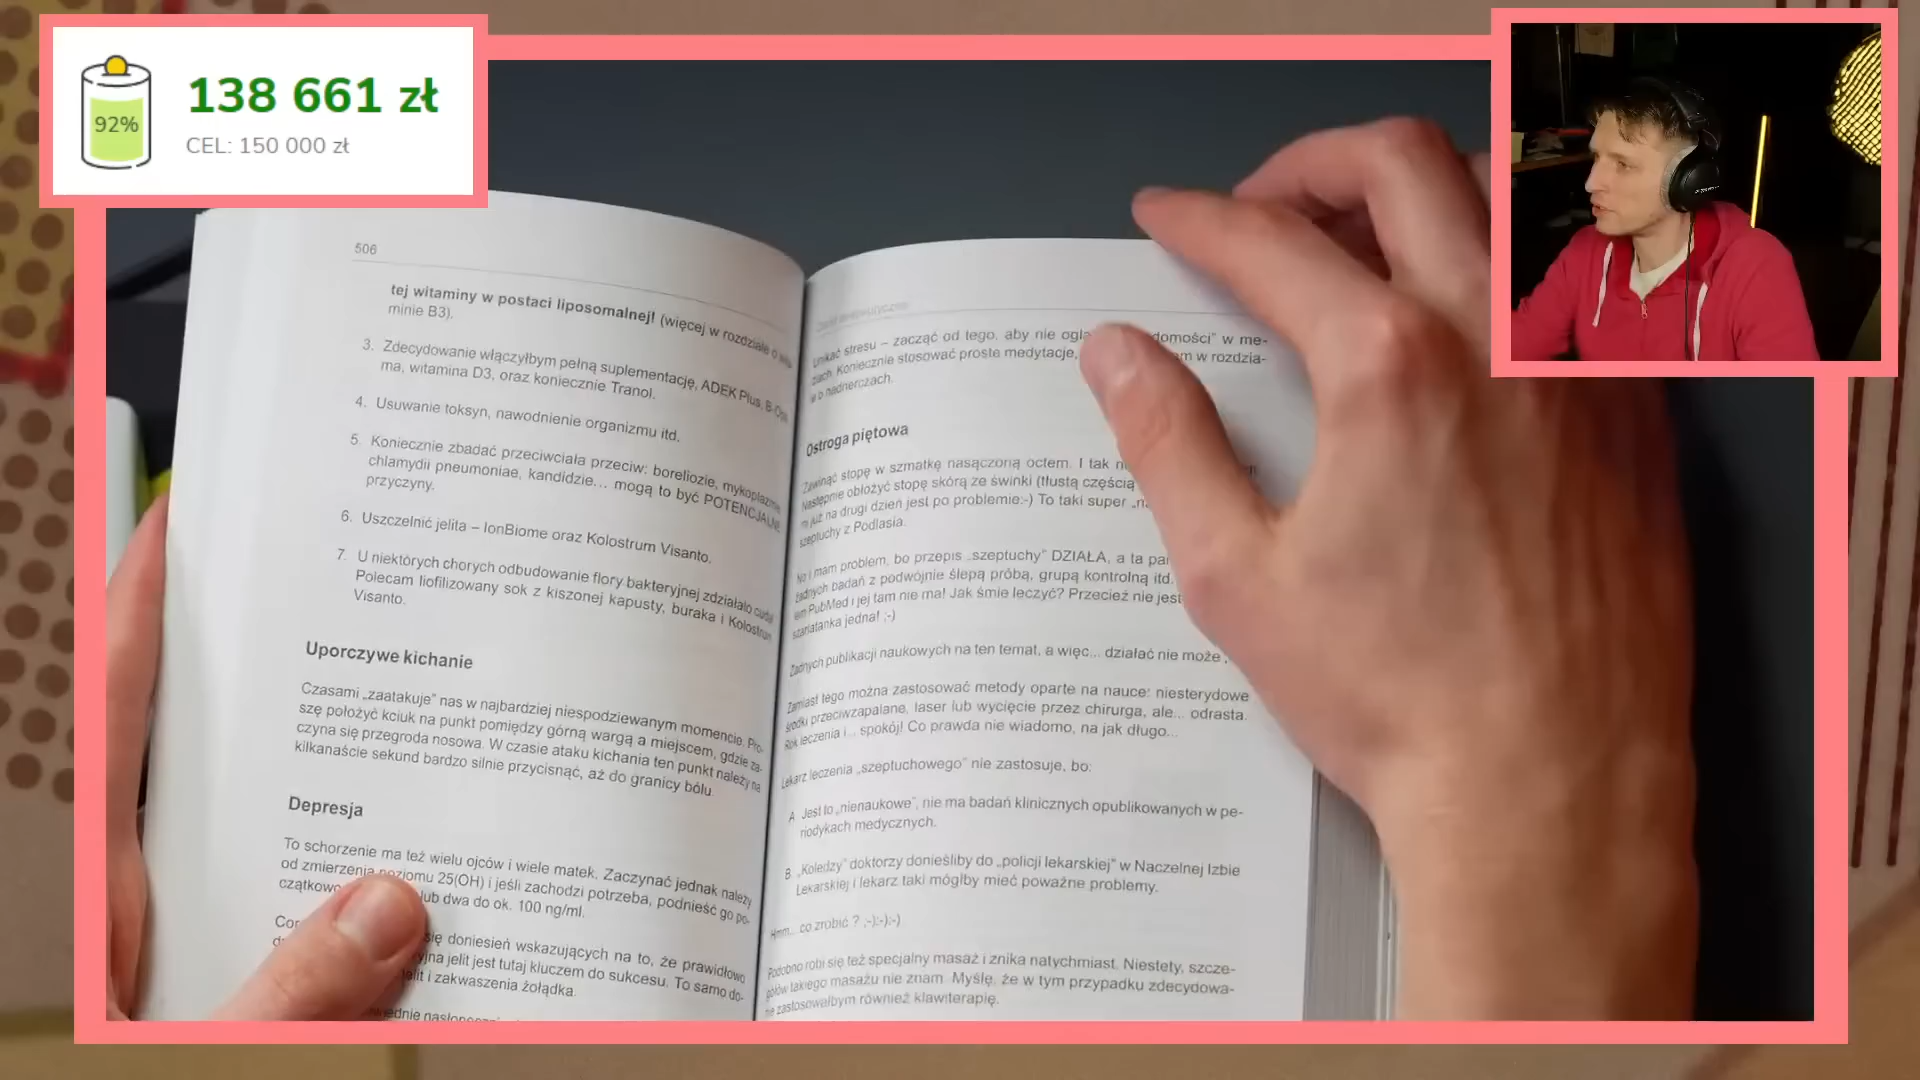 138 661 zł
92%
CEL: 150 000 zł
506
tej witaminy w postaci liposomalnej! (więcej w rozdziale o
minie B3).
3. Zdecydowanie włączyłbym pełną suplementację, ADEK Plus,
ma, witamina D3, oraz koniecznie Tranol.
4. Usuwanie toksyn, nawodnienie organizmu itd.
5. Koniecznie zbadać przeciwciała przeciw: boreliozie, mykoplazmie
chlamydii pneumoniae, kandidzie... mogą to być POTENCJALNE
przyczyny.
6. Uszczelnić jelita – IonBiome oraz Kolostrum Visanto.
7. U niektórych chorych odbudowanie flory bakteryjnej zdziałało cuda!
Polecam liofilizowany sok z kiszonej kapusty, buraka i Kolostrum
Visanto.
Uporczywe kichanie
Czasami „zaatakuje" nas w najbardziej niespodziewanym momencie. Pro-
szę położyć kciuk na punkt pomiędzy górną wargą a miejscem, gdzie za-
czyna się przegroda nosowa. W czasie ataku kichania ten punkt należy na
kilkanaście sekund bardzo silnie przycisnąć, aż do granicy bólu.
Depresja
To schorzenie ma też wielu ojców i wiele matek. Zaczynać jednak należy
od zmierzenia poziomu 25(OH) i jeśli zachodzi potrzeba, podnieść go po-
czątkowo lub dwa do ok. 100 ng/ml.
się doniesień wskazujących na to, że prawidłowo
jelit jest tutaj kluczem do sukcesu. To samo do-
i zakwaszenia żołądka.
unikać stresu – zacząć od tego, aby nie domości" w me-
diach. Koniecznie stosować proste medytacje, w rozdzia-
le o nadnerczach.
Ostroga piętowa
Zawinąć stopę w szmatkę nasączoną octem. I tak
Następnie obłożyć stopę skórą ze świnki (tłustą częścią
już na drugi dzień jest po problemie:-) To taki super
szeptuchy z Podlasia.
No i mam problem, bo przepis „szeptuchy" DZIAŁA, a ta
żadnych badań z podwójnie ślepą próbą, grupą kontrolną itd.
PubMed i jej tam nie ma! Jak śmie leczyć? Przecież nie jest
szarlatanka jedna! ;-)
Żadnych publikacji naukowych na ten temat, a więc... działać nie może
Zamiast tego można zastosować metody oparte na nauce: niesterydowe
środki przeciwzapalne, laser lub wycięcie przez chirurga, ale... odrasta.
Rok leczenia i... spokój! Co prawda nie wiadomo, na jak długo...
Lekarz leczenia „szeptuchowego" nie zastosuje, bo:
A. Jest to „nienaukowe", nie ma badań klinicznych opublikowanych w pe-
riodykach medycznych.
B. „Koledzy" doktorzy donieśliby do „policji lekarskiej" w Naczelnej Izbie
Lekarskiej i lekarz taki mógłby mieć poważne problemy.
Hmm... co zrobić ? ;-);-);-)
Podobno robi się też specjalny masaż i znika natychmiast. Niestety, szcze-
gółów takiego masażu nie znam. Myślę, że w tym przypadku zdecydowa-
nie zastosowałbym również klawiterapię.